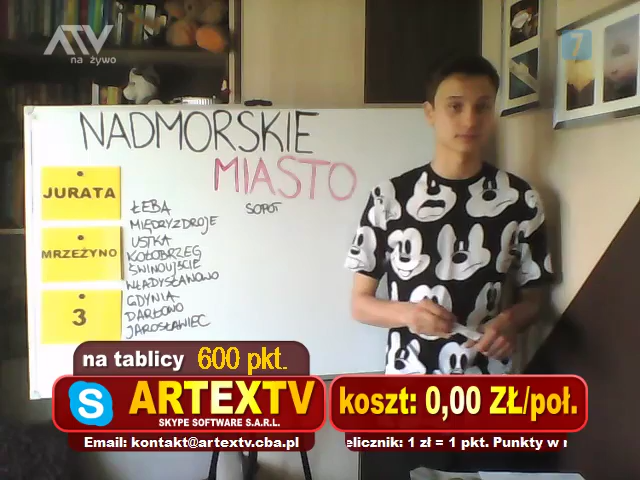 ATV
na żywo
7
NADMORSKIE
MIASTO
JURATA
MRZEŻYNO
3
ŁEBA
MIĘDZYZDROJE
USTKA
KOŁOBRZEG
ŚWINOUJŚCIE
WŁADYSŁAWOWO
GDYNIA
DARŁOWO
JAROSŁAWIEC
SOPOT
na tablicy 600 pkt.
ARTEXTV
SKYPE SOFTWARE S.A.R.L.
Email: kontakt@artextv.cba.pl
koszt: 0,00 ZŁ/poł.
elicznik: 1 zł = 1 pkt. Punkty w